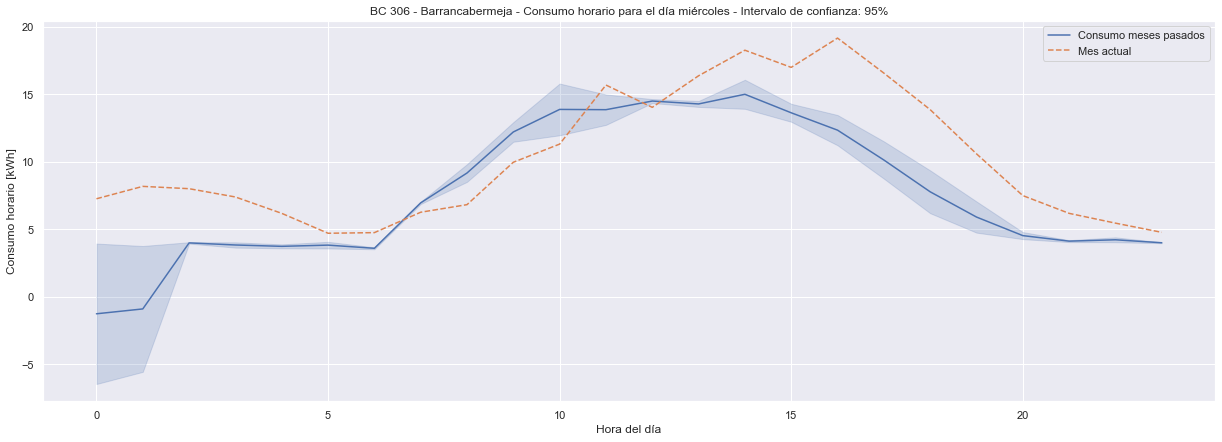 BC 306 - Barrancabermeja - Consumo horario para el día miércoles - Intervalo de confianza: 95%
Consumo meses pasados
Mes actual
Consumo horario [kWh]
20
15
10
5
0
−5
0
5
10
15
20
Hora del día